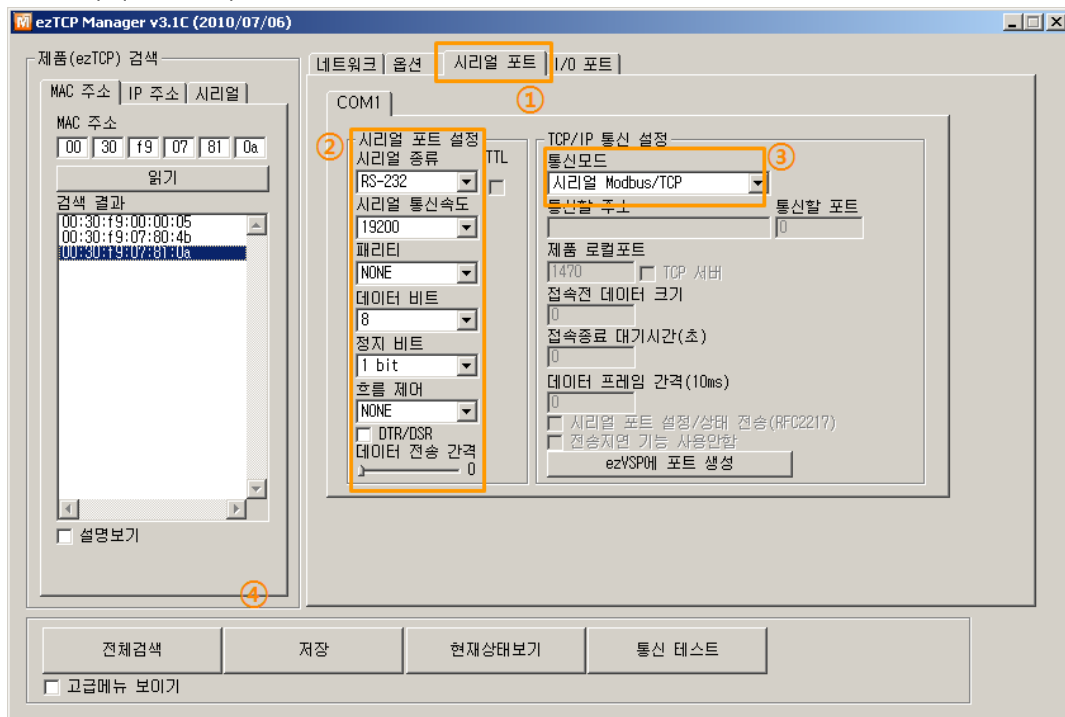 ezTCP Manager v3.1C (2010/07/06)
제품(ezTCP) 검색
MAC 주소 IP 주소 시리얼
MAC 주소
00 30 f9 07 81 0a
읽기
검색 결과
00:30:f9:00:00:05
00:30:f9:07:80:4b
00:30:f9:07:81:0a
설명보기
④
네트워크 옵션 시리얼 포트 I/O 포트
①
COM1
②
시리얼 포트 설정
시리얼 종류 TTL
RS-232
시리얼 통신속도
19200
패리티
NONE
데이터 비트
8
정지 비트
1 bit
흐름 제어
NONE
DTR/DSR
데이터 전송 간격
0
TCP/IP 통신 설정
③
통신모드
시리얼 Modbus/TCP
통신할 주소 통신할 포트
0
제품 로컬포트
1470 TCP 서버
접속전 데이터 크기
0
접속종료 대기시간(초)
0
데이터 프레임 간격(10ms)
0
시리얼 포트 설정/상태 전송(RFC2217)
전송지연 기능 사용안함
ezVSP에 포트 생성
전체검색 저장 현재상태보기 통신 테스트
고급메뉴 보이기